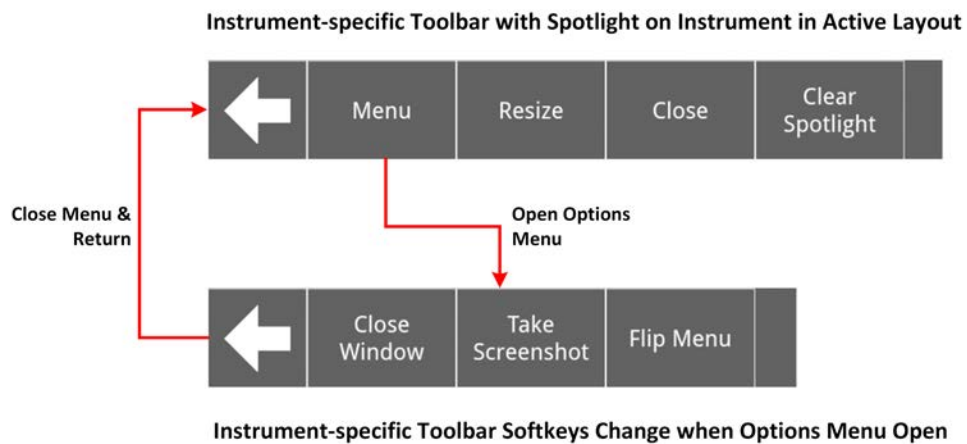 Instrument-specific Toolbar with Spotlight on Instrument in Active Layout
Menu
Resize
Close
Clear
Spotlight
Close Menu &
Return
Open Options
Menu
Close
Window
Take
Screenshot
Flip Menu
Instrument-specific Toolbar Softkeys Change when Options Menu Open